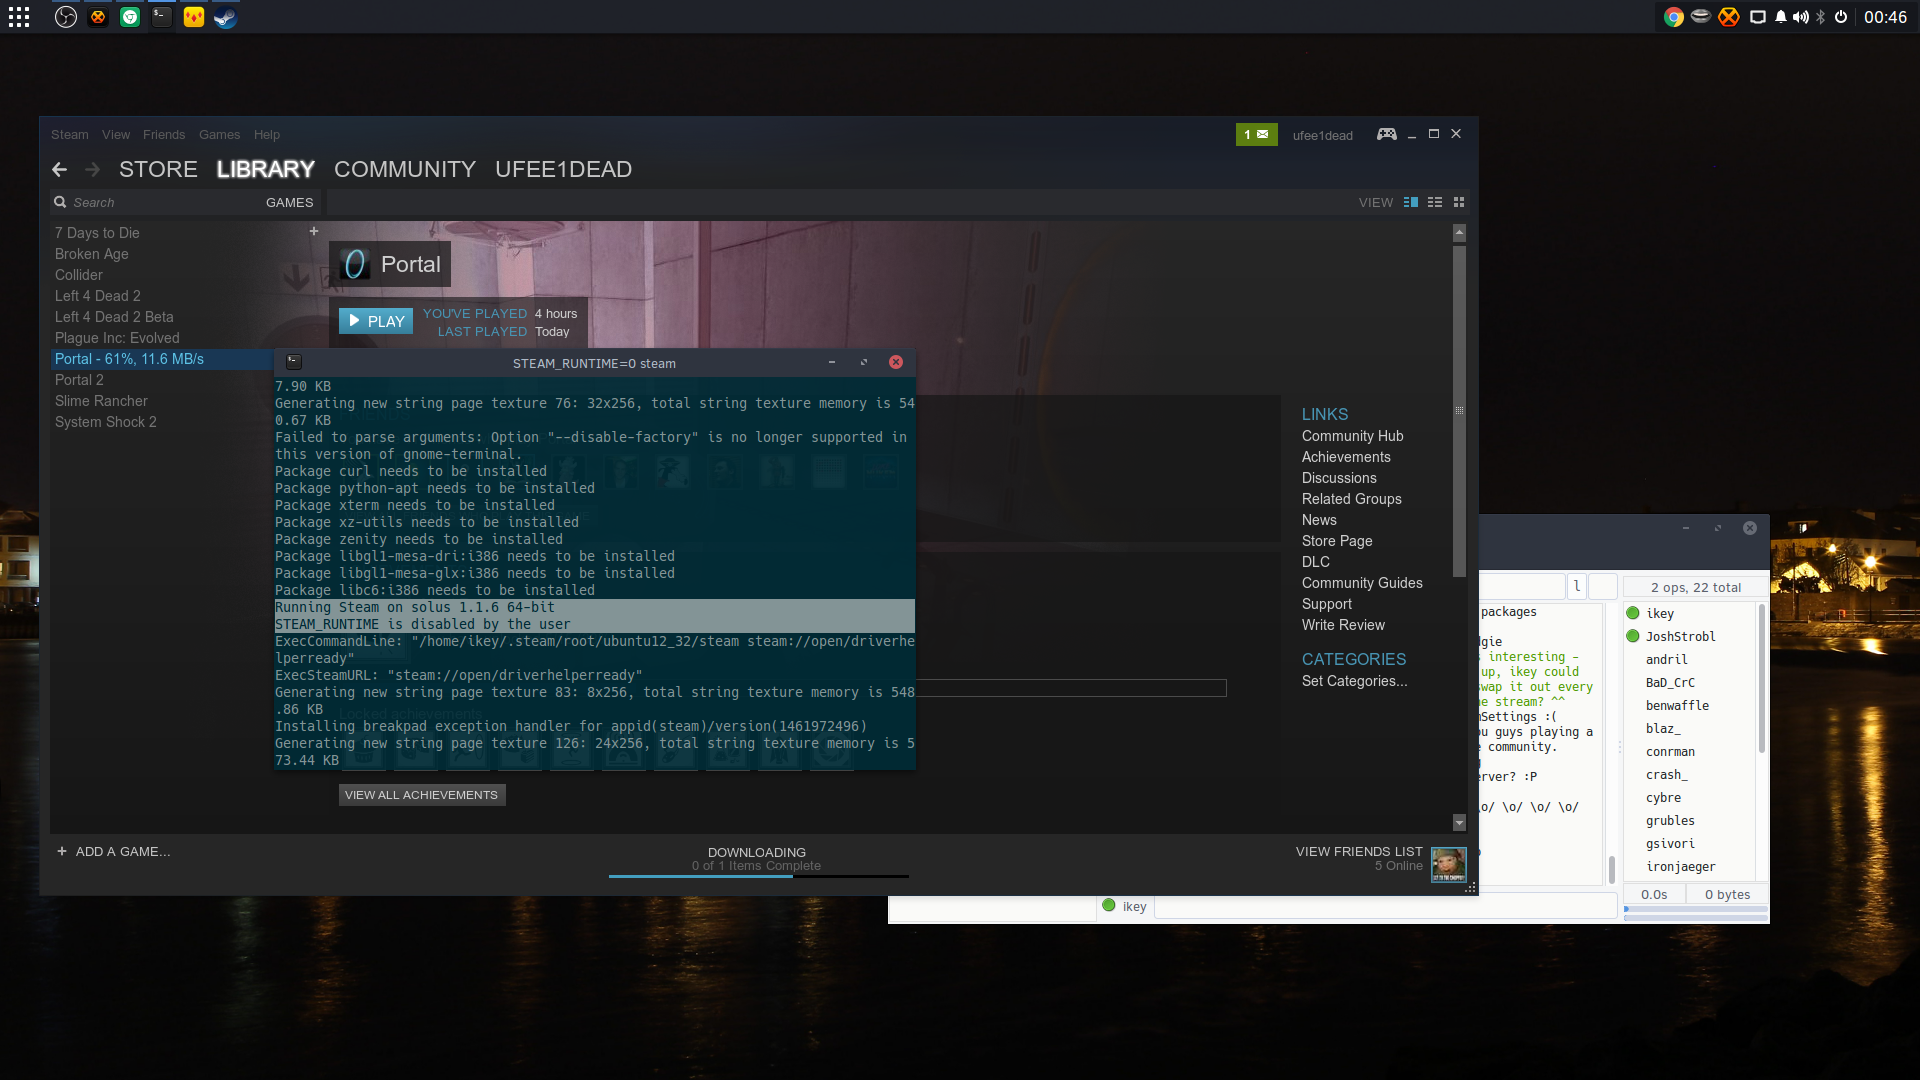 00:46
Steam View Friends Games Help
1
ufee1dead
STORE LIBRARY COMMUNITY UFEE1DEAD
Search
GAMES
VIEW
7 Days to Die
+
Broken Age
Collider
Left 4 Dead 2
Left 4 Dead 2 Beta
Plague Inc: Evolved
Portal - 61%, 11.6 MB/s
Portal 2
Slime Rancher
System Shock 2
Portal
PLAY
YOU'VE PLAYED 4 hours
LAST PLAYED Today
STEAM_RUNTIME=0 steam
7.90 KB
Generating new string page texture 76: 32x256, total string texture memory is 54
0.67 KB
Failed to parse arguments: Option "--disable-factory" is no longer supported in
this version of gnome-terminal.
Package curl needs to be installed
Package python-apt needs to be installed
Package xterm needs to be installed
Package xz-utils needs to be installed
Package zenity needs to be installed
Package libgl1-mesa-dri:i386 needs to be installed
Package libgl1-mesa-glx:i386 needs to be installed
Package libc6:i386 needs to be installed
Running Steam on solus 1.1.6 64-bit
STEAM_RUNTIME is disabled by the user
ExecCommandLine: "/home/ikey/.steam/root/ubuntu12_32/steam steam://open/driverhe
lperready"
ExecSteamURL: "steam://open/driverhelperready"
Generating new string page texture 83: 8x256, total string texture memory is 548
.86 KB
Installing breakpad exception handler for appid(steam)/version(1461972496)
Generating new string page texture 126: 24x256, total string texture memory is 5
73.44 KB
Locked achievements
VIEW ALL ACHIEVEMENTS
LINKS
Community Hub
Achievements
Discussions
Related Groups
News
Store Page
DLC
Community Guides
Support
Write Review
CATEGORIES
Set Categories...
+ ADD A GAME...
DOWNLOADING
0 of 1 Items Complete
VIEW FRIENDS LIST
5 Online
l
2 ops, 22 total
packages
dgie
interesting -
up, ikey could
swap it out every
stream? ^^
mSettings :(
ou guys playing a
community.
erver? :P
\o/ \o/ \o/
ikey
JoshStrobl
andril
BaD_CrC
benwaffle
blaz_
conrman
crash_
cybre
grubles
gsivori
ironjaeger
0.0s
0 bytes
ikey